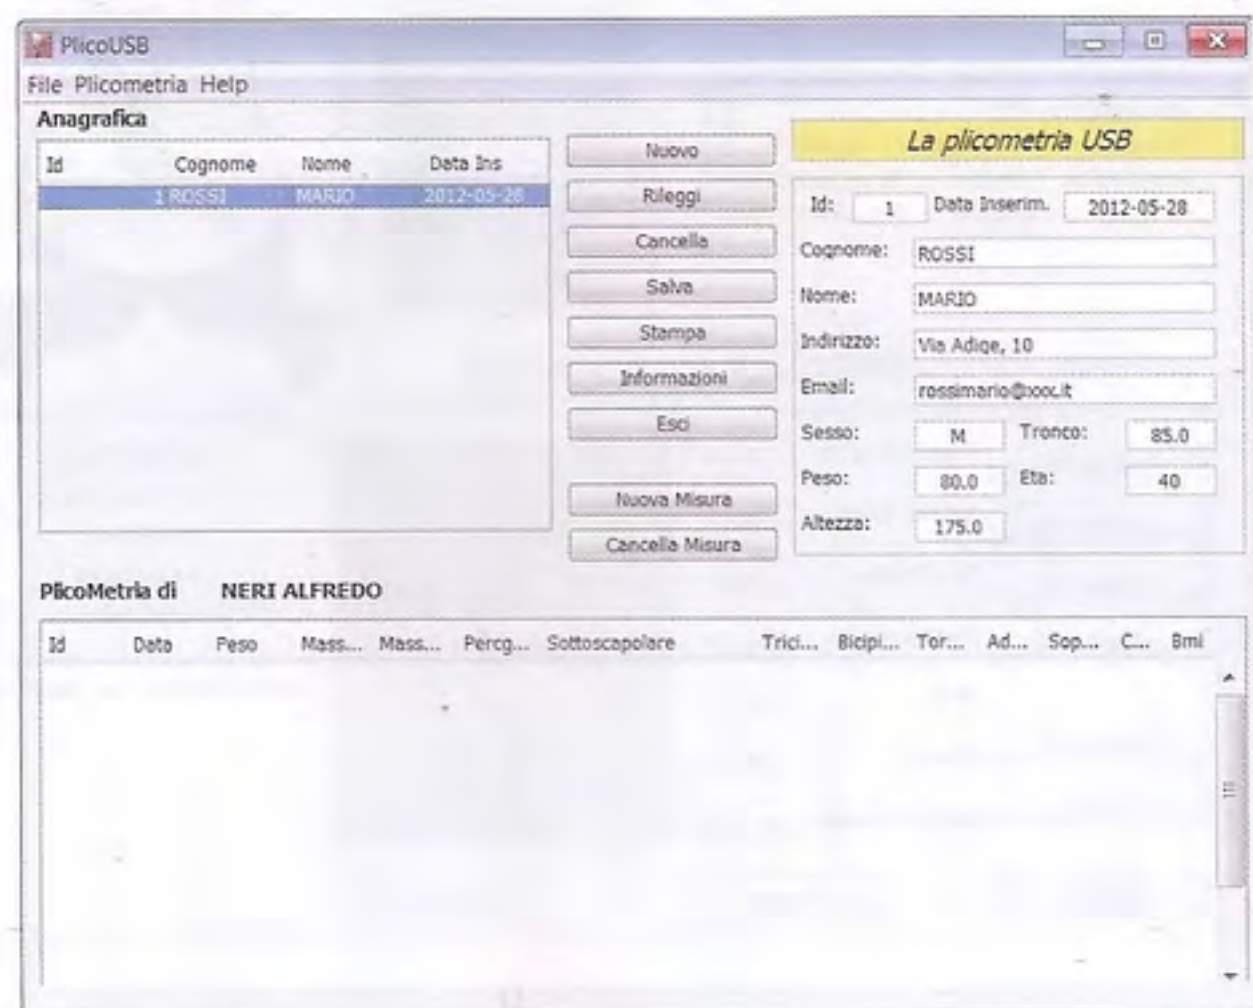 PlicoUSB
File Plicometria Help
Anagrafica
Id Cognome Nome Data Ins
1 ROSSI MARIO 2012-05-28
Nuovo
Rileggi
Cancella
Salva
Stampa
Informazioni
Esci
Nuova Misura
Cancella Misura
La plicometria USB
Id: 1 Data Inserim. 2012-05-28
Cognome: ROSSI
Nome: MARIO
Indirizzo: Via Adige, 10
Email: rossimario@xxx.it
Sesso: M Tronco: 85.0
Peso: 80.0 Eta: 40
Altezza: 175.0
PlicoMetria di NERI ALFREDO
Id Data Peso Mass... Mass... Percg... Sottoscapolare Trici... Bicipi... Tor... Ad... Sop... C... Bmi